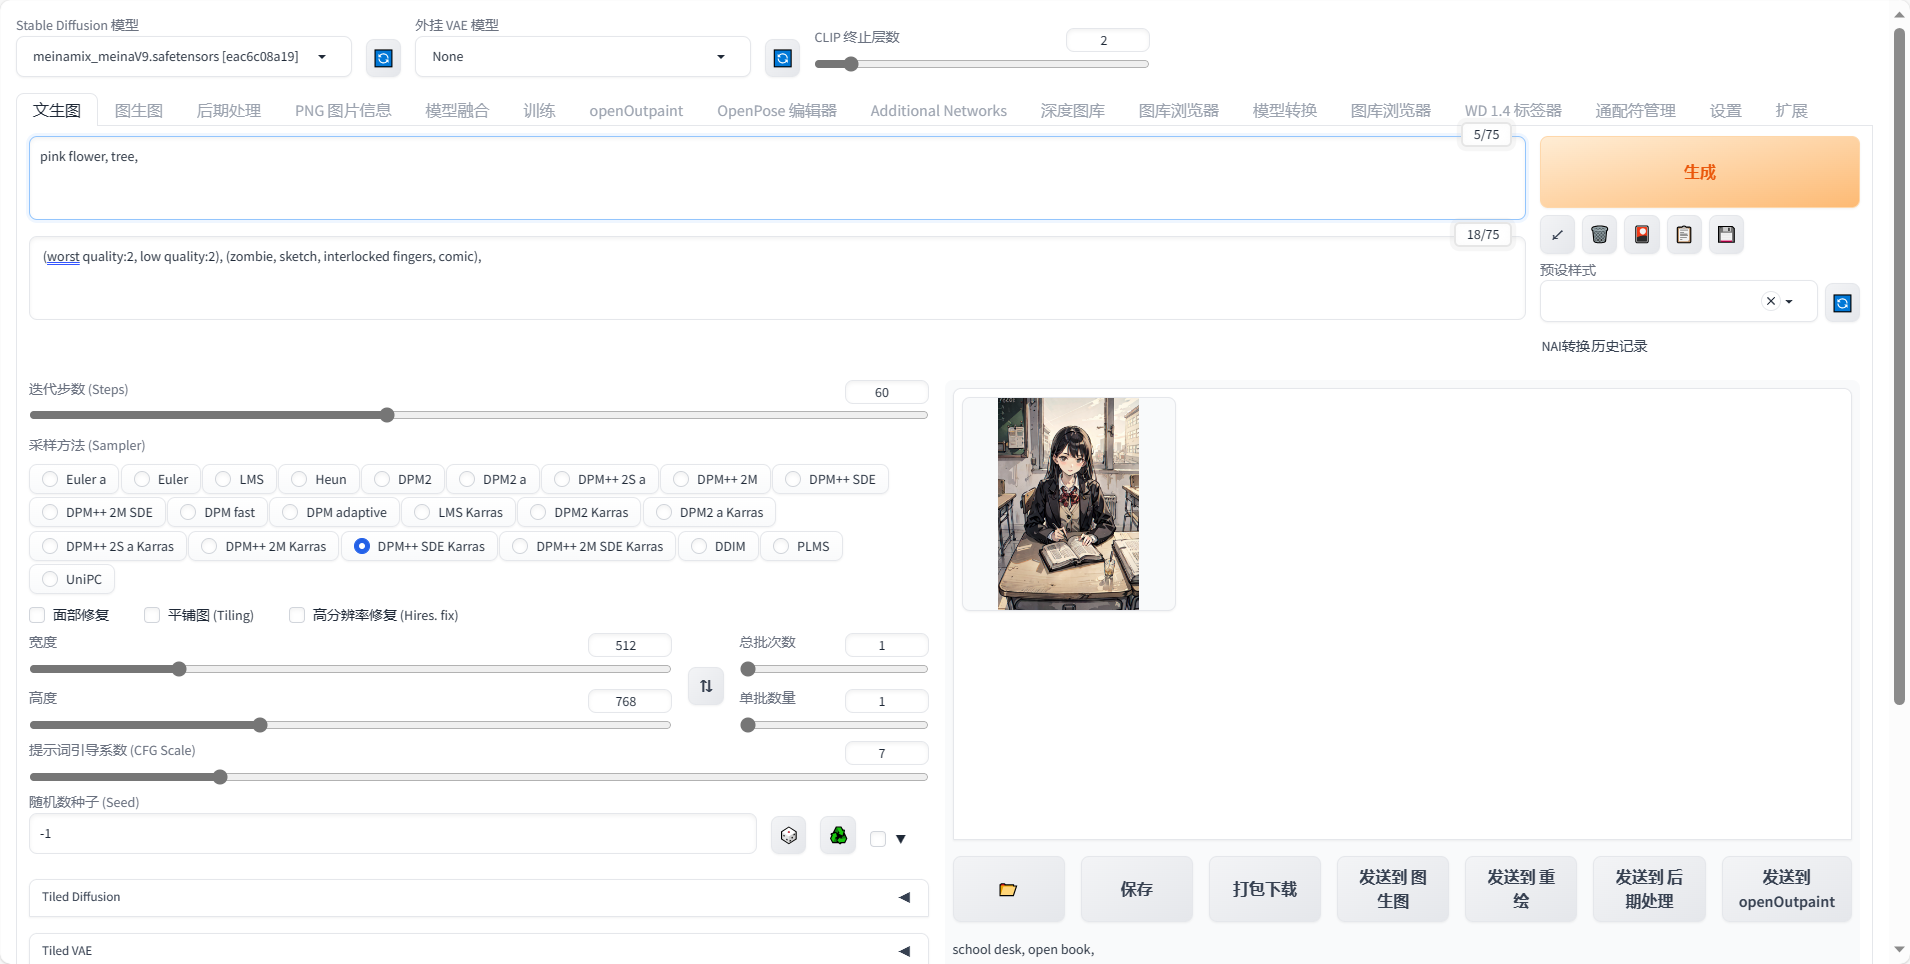 Stable Diffusion 模型
外挂 VAE 模型
CLIP 终止层数
2
meinamix_meinaV9.safetensors [eac6c08a19]
None
文生图 图生图 后期处理 PNG 图片信息 模型融合 训练 openOutpaint OpenPose 编辑器 Additional Networks 深度图库 图库浏览器 模型转换 图库浏览器 WD 1.4 标签器 通配符管理 设置 扩展
5/75
pink flower, tree,
生成
18/75
(worst quality:2, low quality:2), (zombie, sketch, interlocked fingers, comic),
预设样式
NAI转换历史记录
迭代步数 (Steps)
60
采样方法 (Sampler)
Euler a Euler LMS Heun DPM2 DPM2 a DPM++ 2S a DPM++ 2M DPM++ SDE
DPM++ 2M SDE DPM fast DPM adaptive LMS Karras DPM2 Karras DPM2 a Karras
DPM++ 2S a Karras DPM++ 2M Karras DPM++ SDE Karras DPM++ 2M SDE Karras DDIM PLMS
UniPC
面部修复 平铺图 (Tiling) 高分辨率修复 (Hires. fix)
宽度
512
总批次数
1
高度
768
单批数量
1
提示词引导系数 (CFG Scale)
7
随机数种子 (Seed)
-1
Tiled Diffusion
Tiled VAE
保存
打包下载
发送到 图
生图
发送到 重
绘
发送到 后
期处理
发送到
openOutpaint
school desk, open book,